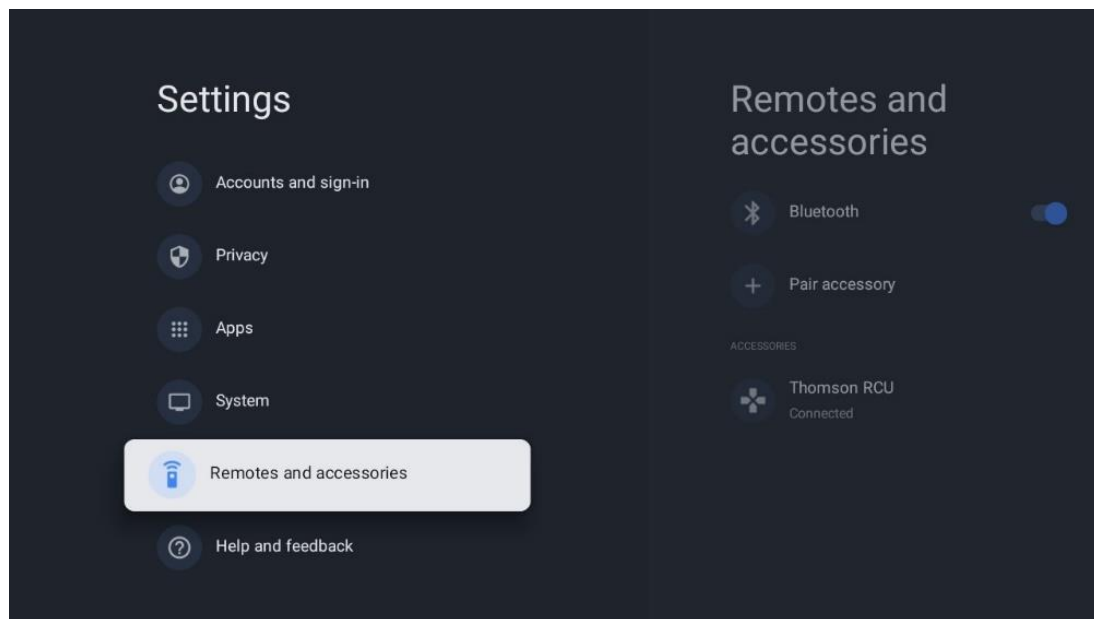 Settings
Accounts and sign-in
Privacy
Apps
System
Remotes and accessories
Help and feedback
Remotes and
accessories
Bluetooth
Pair accessory
ACCESSORIES
Thomson RCU
Connected